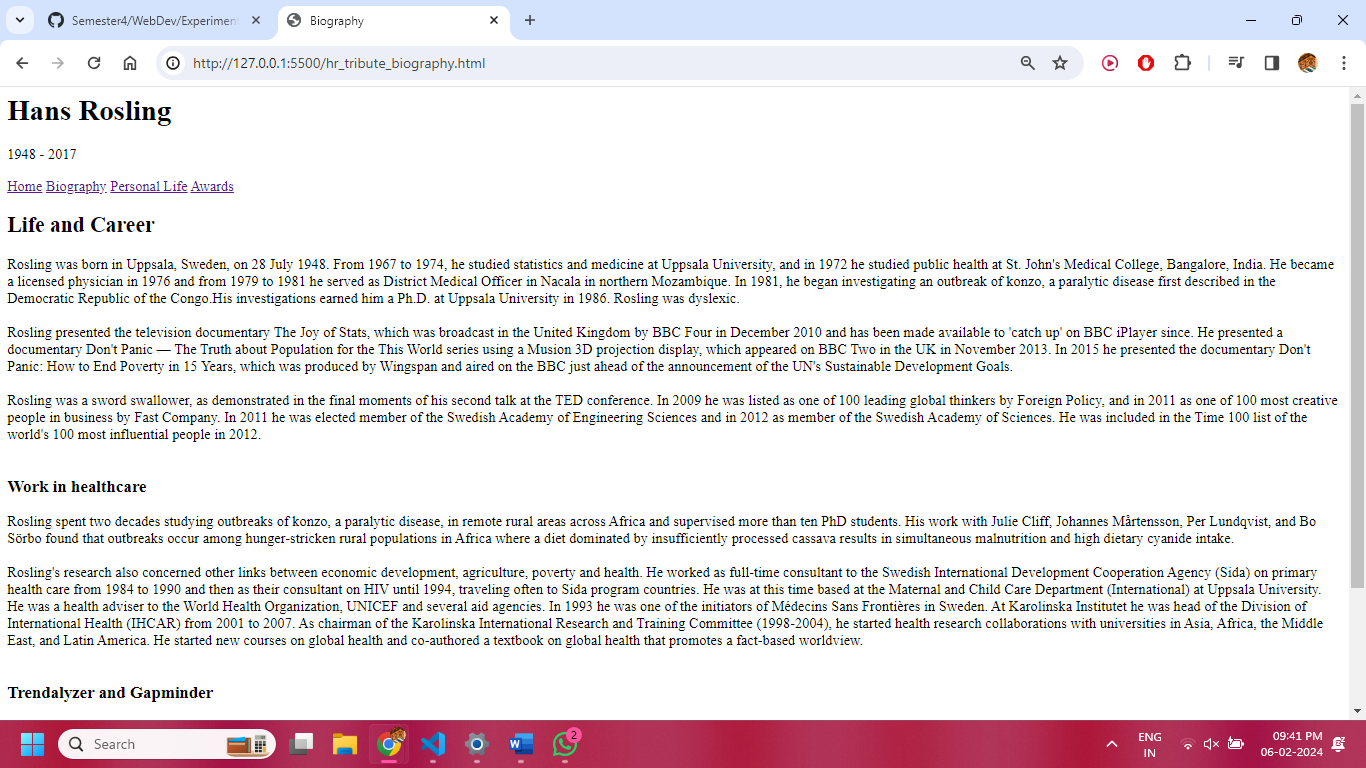 Semester4/WebDev/Experimen
Biography
http://127.0.0.1:5500/hr_tribute_biography.html
Hans Rosling
1948 - 2017
Home Biography Personal Life Awards
Life and Career
Rosling was born in Uppsala, Sweden, on 28 July 1948. From 1967 to 1974, he studied statistics and medicine at Uppsala University, and in 1972 he studied public health at St. John's Medical College, Bangalore, India. He became
a licensed physician in 1976 and from 1979 to 1981 he served as District Medical Officer in Nacala in northern Mozambique. In 1981, he began investigating an outbreak of konzo, a paralytic disease first described in the
Democratic Republic of the Congo.His investigations earned him a Ph.D. at Uppsala University in 1986. Rosling was dyslexic.
Rosling presented the television documentary The Joy of Stats, which was broadcast in the United Kingdom by BBC Four in December 2010 and has been made available to 'catch up' on BBC iPlayer since. He presented a
documentary Don't Panic — The Truth about Population for the This World series using a Musion 3D projection display, which appeared on BBC Two in the UK in November 2013. In 2015 he presented the documentary Don't
Panic: How to End Poverty in 15 Years, which was produced by Wingspan and aired on the BBC just ahead of the announcement of the UN's Sustainable Development Goals.
Rosling was a sword swallower, as demonstrated in the final moments of his second talk at the TED conference. In 2009 he was listed as one of 100 leading global thinkers by Foreign Policy, and in 2011 as one of 100 most creative
people in business by Fast Company. In 2011 he was elected member of the Swedish Academy of Engineering Sciences and in 2012 as member of the Swedish Academy of Sciences. He was included in the Time 100 list of the
world's 100 most influential people in 2012.
Work in healthcare
Rosling spent two decades studying outbreaks of konzo, a paralytic disease, in remote rural areas across Africa and supervised more than ten PhD students. His work with Julie Cliff, Johannes Mårtensson, Per Lundqvist, and Bo
Sörbo found that outbreaks occur among hunger-stricken rural populations in Africa where a diet dominated by insufficiently processed cassava results in simultaneous malnutrition and high dietary cyanide intake.
Rosling's research also concerned other links between economic development, agriculture, poverty and health. He worked as full-time consultant to the Swedish International Development Cooperation Agency (Sida) on primary
health care from 1984 to 1990 and then as their consultant on HIV until 1994, traveling often to Sida program countries. He was at this time based at the Maternal and Child Care Department (International) at Uppsala University.
He was a health adviser to the World Health Organization, UNICEF and several aid agencies. In 1993 he was one of the initiators of Médecins Sans Frontières in Sweden. At Karolinska Institutet he was head of the Division of
International Health (IHCAR) from 2001 to 2007. As chairman of the Karolinska International Research and Training Committee (1998-2004), he started health research collaborations with universities in Asia, Africa, the Middle
East, and Latin America. He started new courses on global health and co-authored a textbook on global health that promotes a fact-based worldview.
Trendalyzer and Gapminder
Search
2
ENG
IN
09:41 PM
06-02-2024